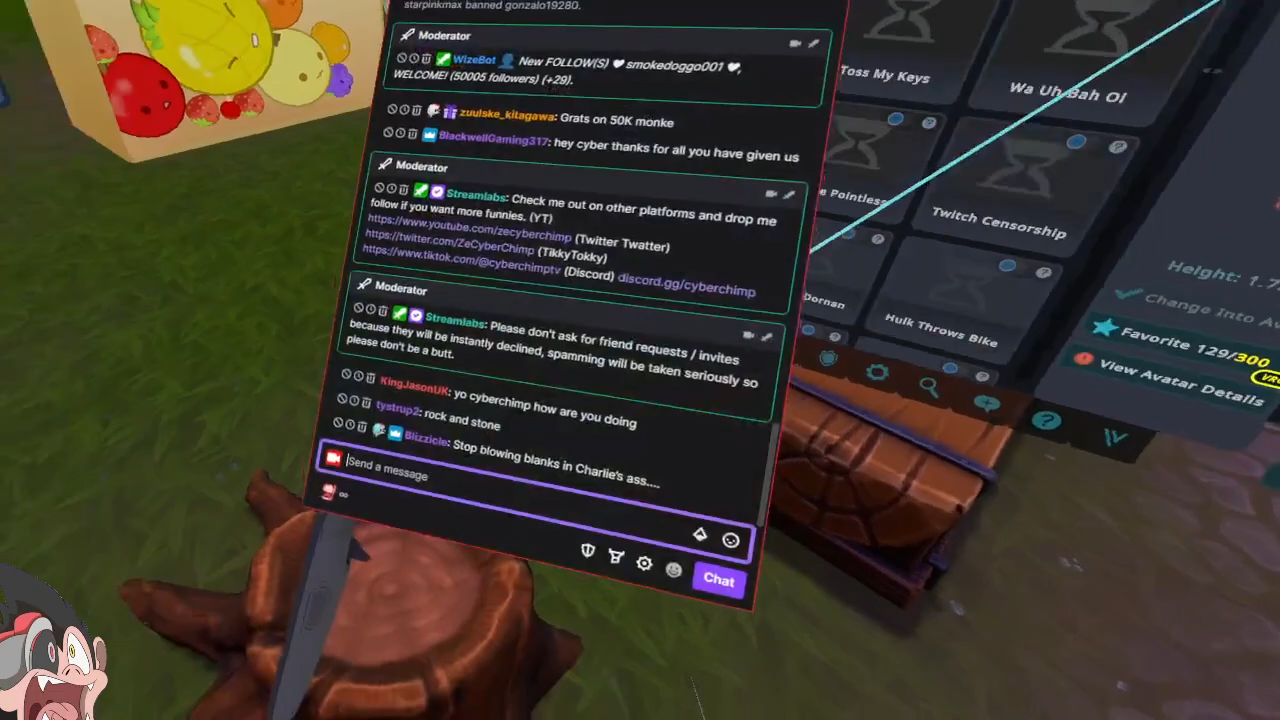 starpinkmax banned gonzalo19280.
Moderator
WizeBot New FOLLOW(S) ❤ smokedoggo001 ❤,
WELCOME! (50005 followers) (+29).
zuulske_kitagawa: Grats on 50K monke
BlackwellGaming317: hey cyber thanks for all you have given us
Moderator
Streamlabs: Check me out on other platforms and drop me
follow if you want more funnies. (YT)
https://www.youtube.com/zecyberchimp (Twitter Twatter)
https://twitter.com/ZeCyberChimp (TikkyTokky)
https://www.tiktok.com/@cyberchimptv (Discord) discord.gg/cyberchimp
Moderator
Streamlabs: Please don't ask for friend requests / invites
because they will be instantly declined, spamming will be taken seriously so
please don't be a butt.
KingJasonUK: yo cyberchimp how are you doing
tystrup2: rock and stone
Blizzicle: Stop blowing blanks in Charlie's ass....
Send a message
∞
Chat
Toss My Keys
Wa Uh Bah Ol
Pointless
Twitch Censorship
Dornan
Hulk Throws Bike
Height: 1.7
Change Into
Favorite 129/300
View Avatar Details